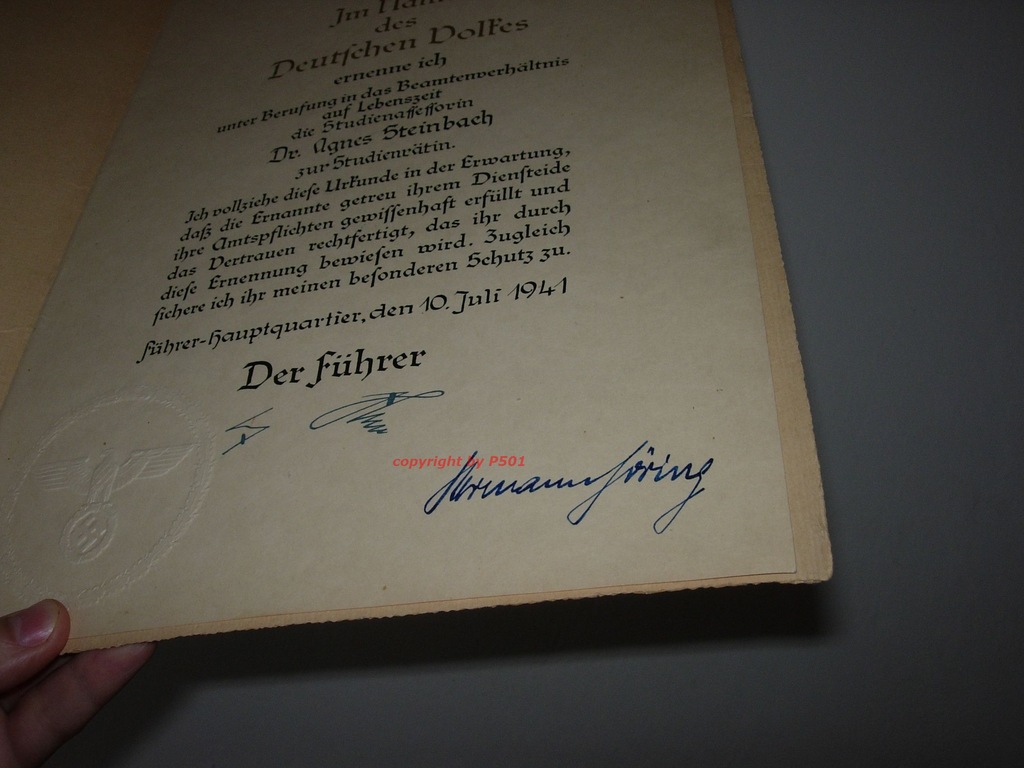 Im
des
Deutschen Volkes
ernenne ich
unter Berufung in das Beamtenverhältnis
auf Lebenszeit
die Studienassessorin
Dr. Agnes Steinbach
zur Studienrätin.
Ich vollziehe diese Urkunde in der Erwartung,
daß die Ernannte getreu ihrem Diensteide
ihre Amtspflichten gewissenhaft erfüllt und
das Vertrauen rechtfertigt, das ihr durch
diese Ernennung bewiesen wird. Zugleich
sichere ich ihr meinen besonderen Schutz zu.
Führer-Hauptquartier, den 10. Juli 1941
Der Führer
copyright by P501
Hermann Göring